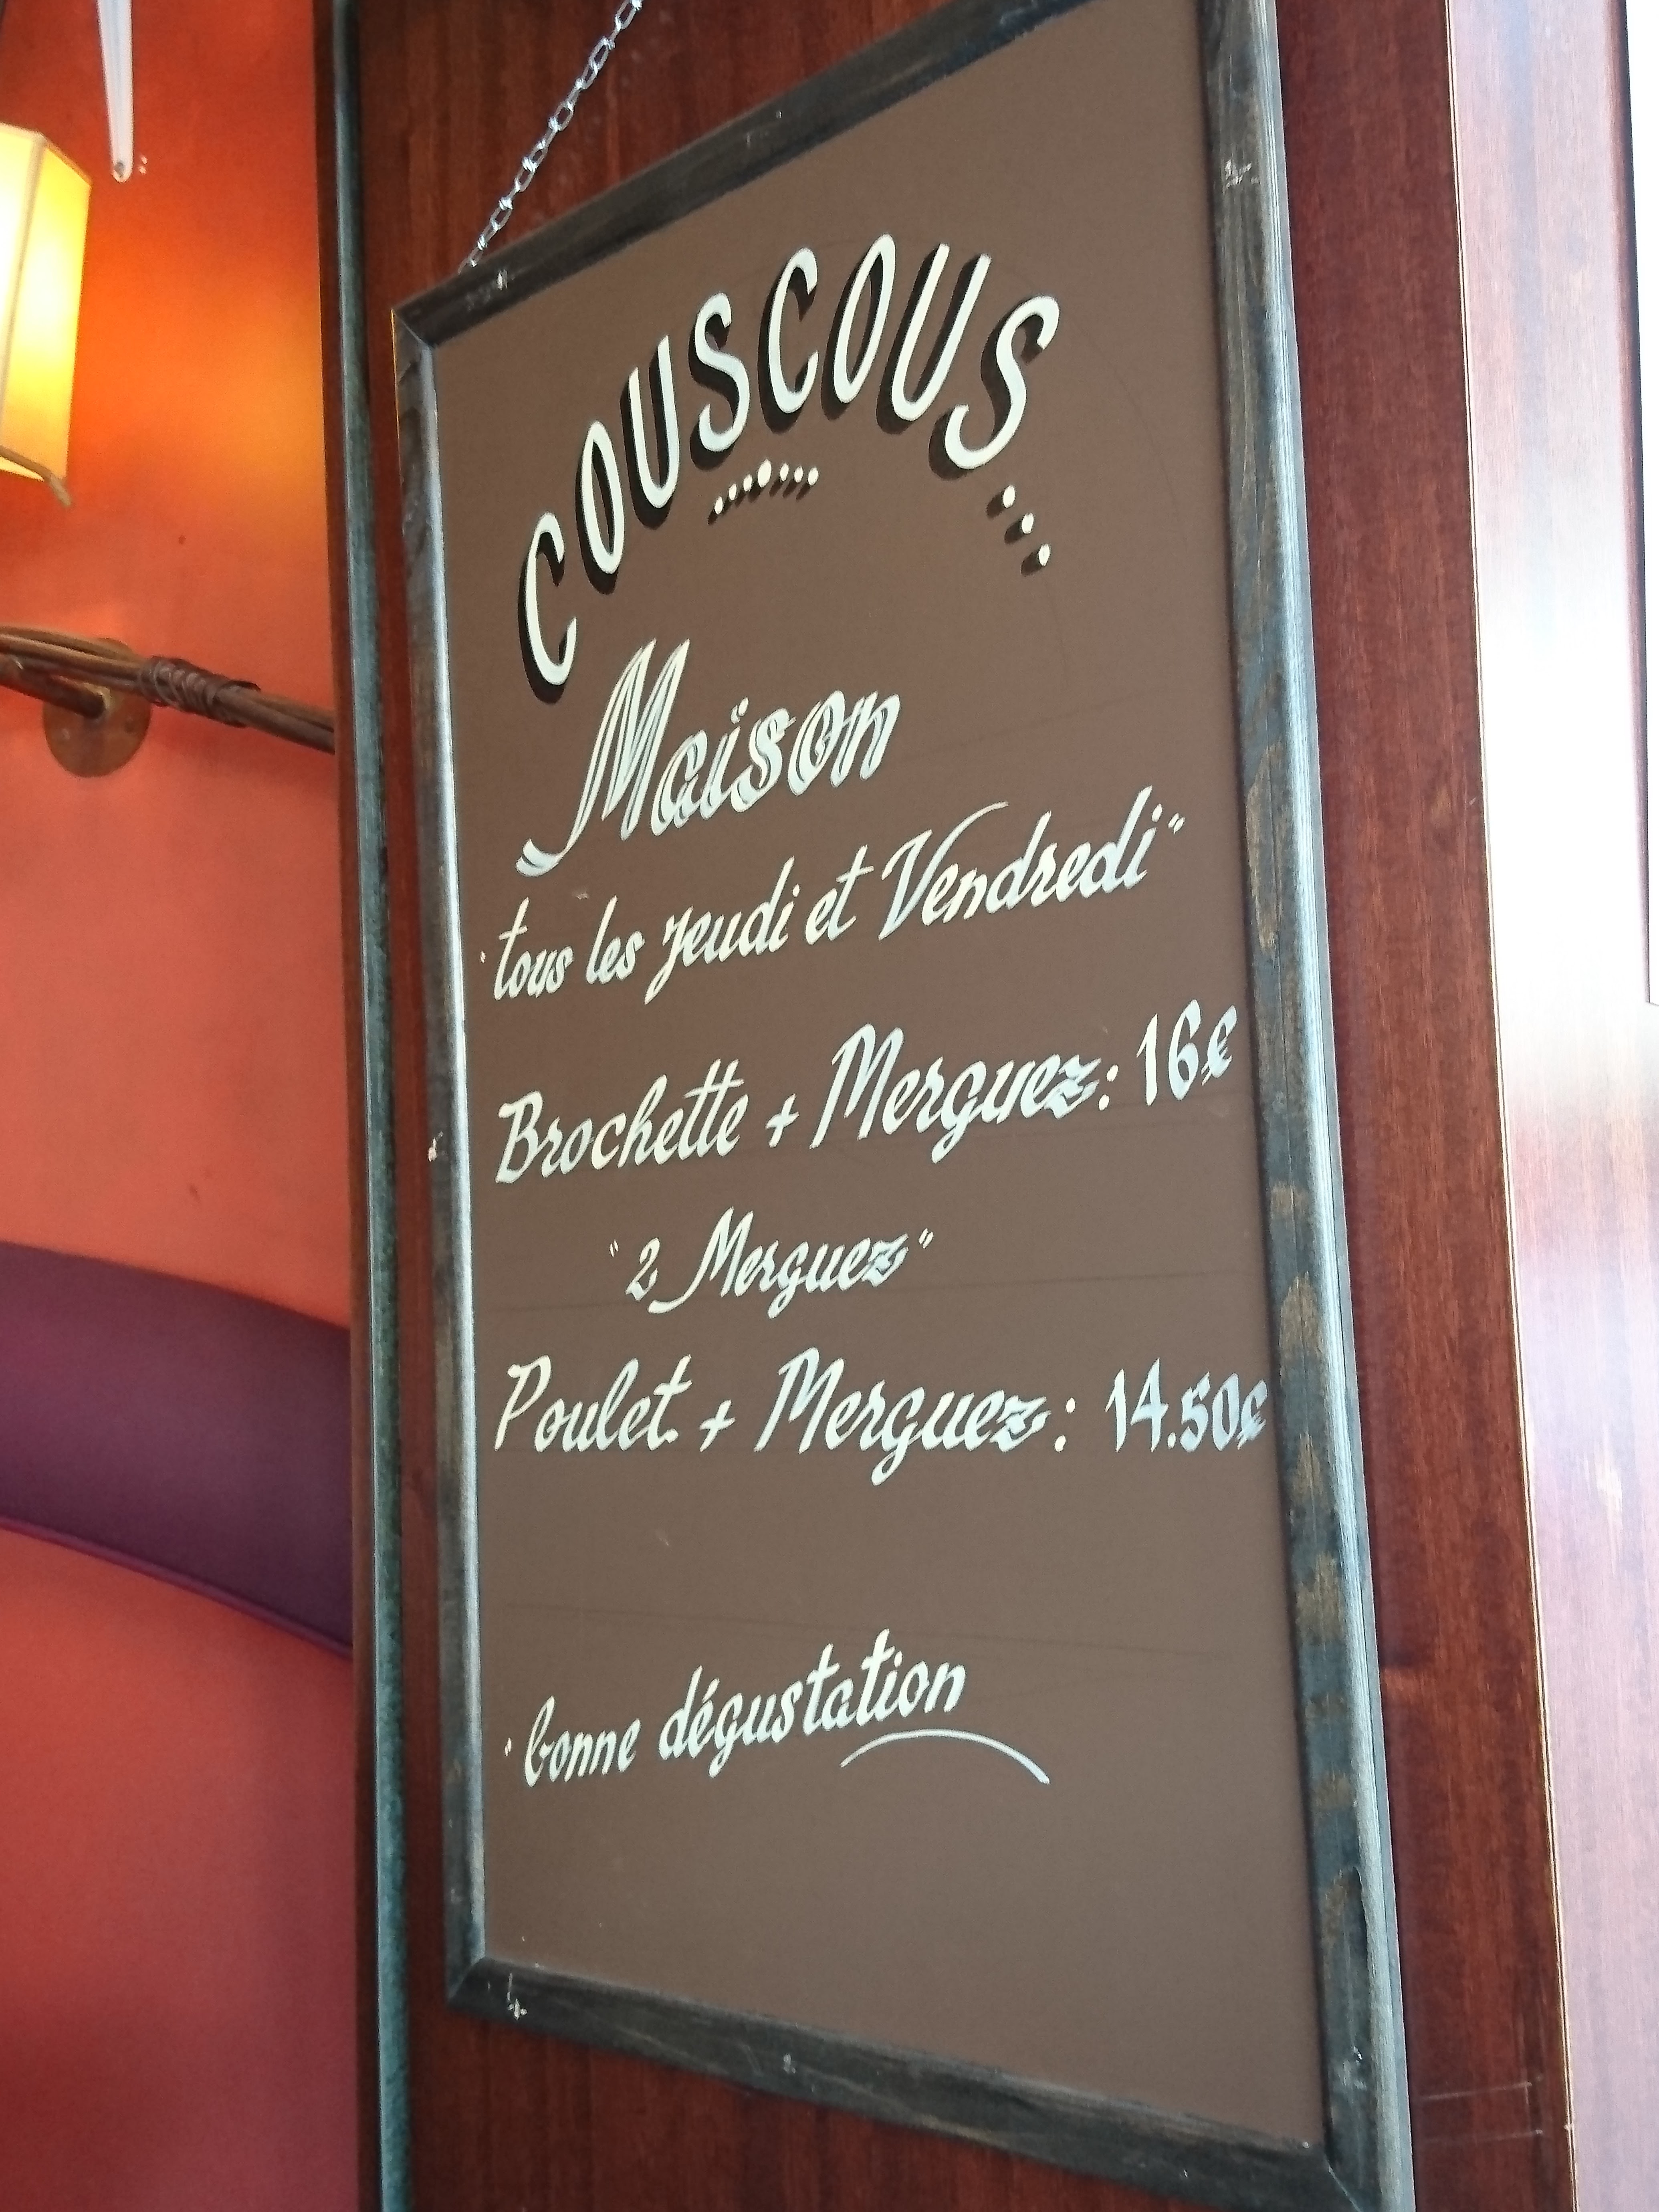 COUSCOUS
Maison
"tous les jeudi et Vendredi"
Brochette + Merguez : 16€
"2 Merguez"
Poulet + Merguez : 14.50€
"bonne dégustation